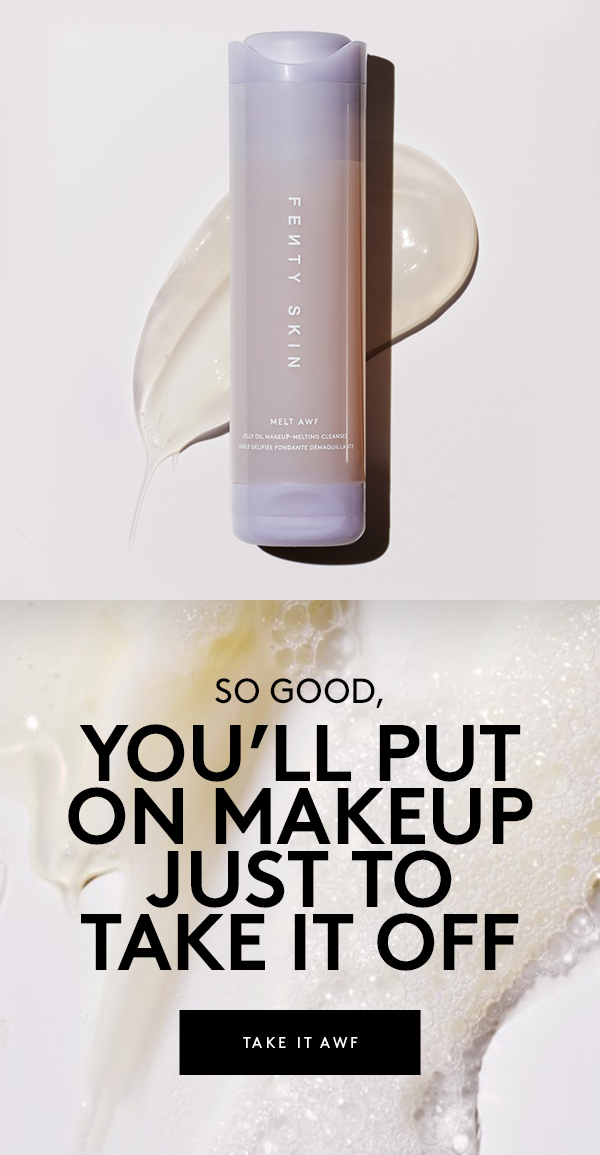 FENTY SKIN
MELT AWF
JELLY OIL MAKEUP-MELTING CLEANSER
HUILE GÉLIFIÉE FONDANTE DÉMAQUILLANTE
SO GOOD,
YOU'LL PUT
ON MAKEUP
JUST TO
TAKE IT OFF
TAKE IT AWF